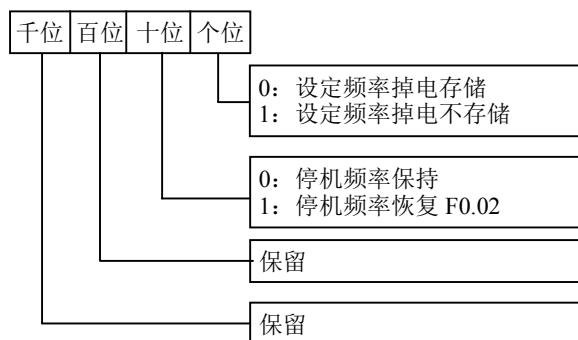 千位 百位 十位 个位
0：设定频率掉电存储
1：设定频率掉电不存储
0：停机频率保持
1：停机频率恢复 F0.02
保留
保留